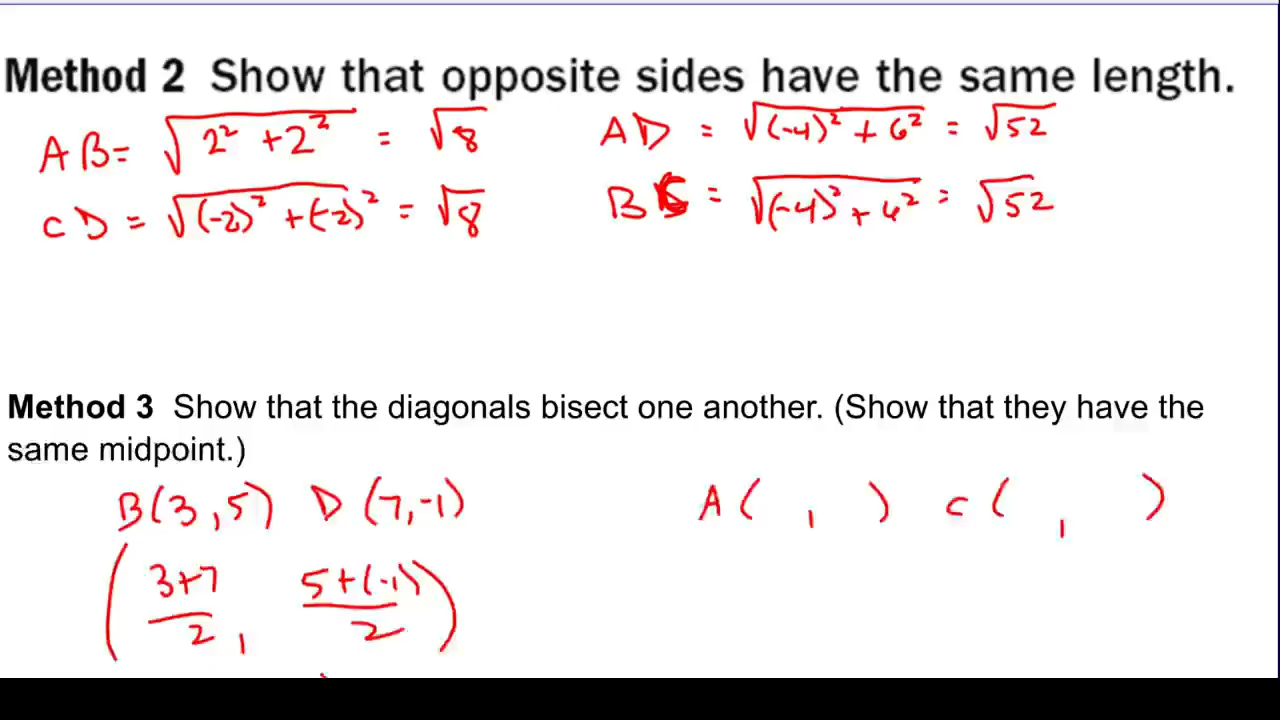 Method 2 Show that opposite sides have the same length.
AB = √(2² + 2²) = √8
AD = √((-4)² + 6²) = √52
CD = √((-2)² + (-2)²) = √8
BC = √((-4)² + 6²) = √52
Method 3 Show that the diagonals bisect one another. (Show that they have the
same midpoint.)
B(3,5) D(7,-1)
A( , ) C( , )
(3+7/2, 5+(-1)/2)